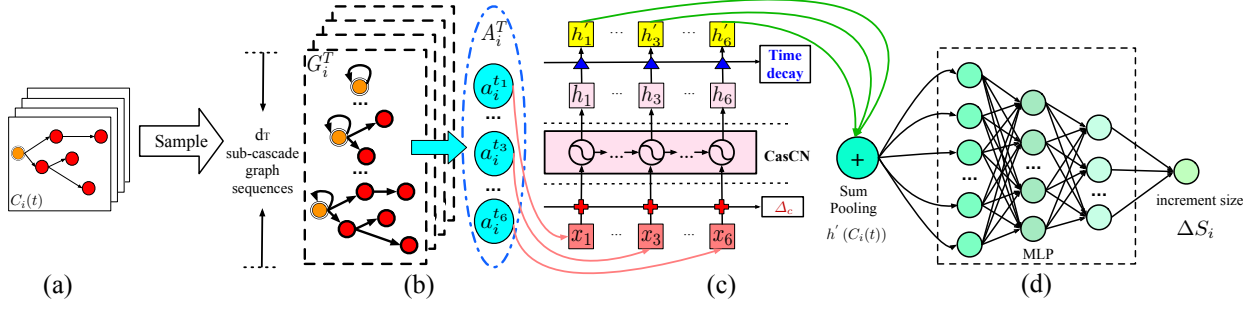 C_i(t)
(a)
Sample
d_T
sub-cascade
graph
sequences
G_i^T
...
...
(b)
A_i^T
a_i^{t_1}
...
a_i^{t_3}
...
a_i^{t_6}
h'_1 ... h'_3 ... h'_6
Time
decay
h_1 ... h_3 ... h_6
... ...
CasCN
Δ_c
x_1 ... x_3 ... x_6
(c)
+
Sum
Pooling
h'(C_i(t))
...
...
...
MLP
(d)
increment size
ΔS_i